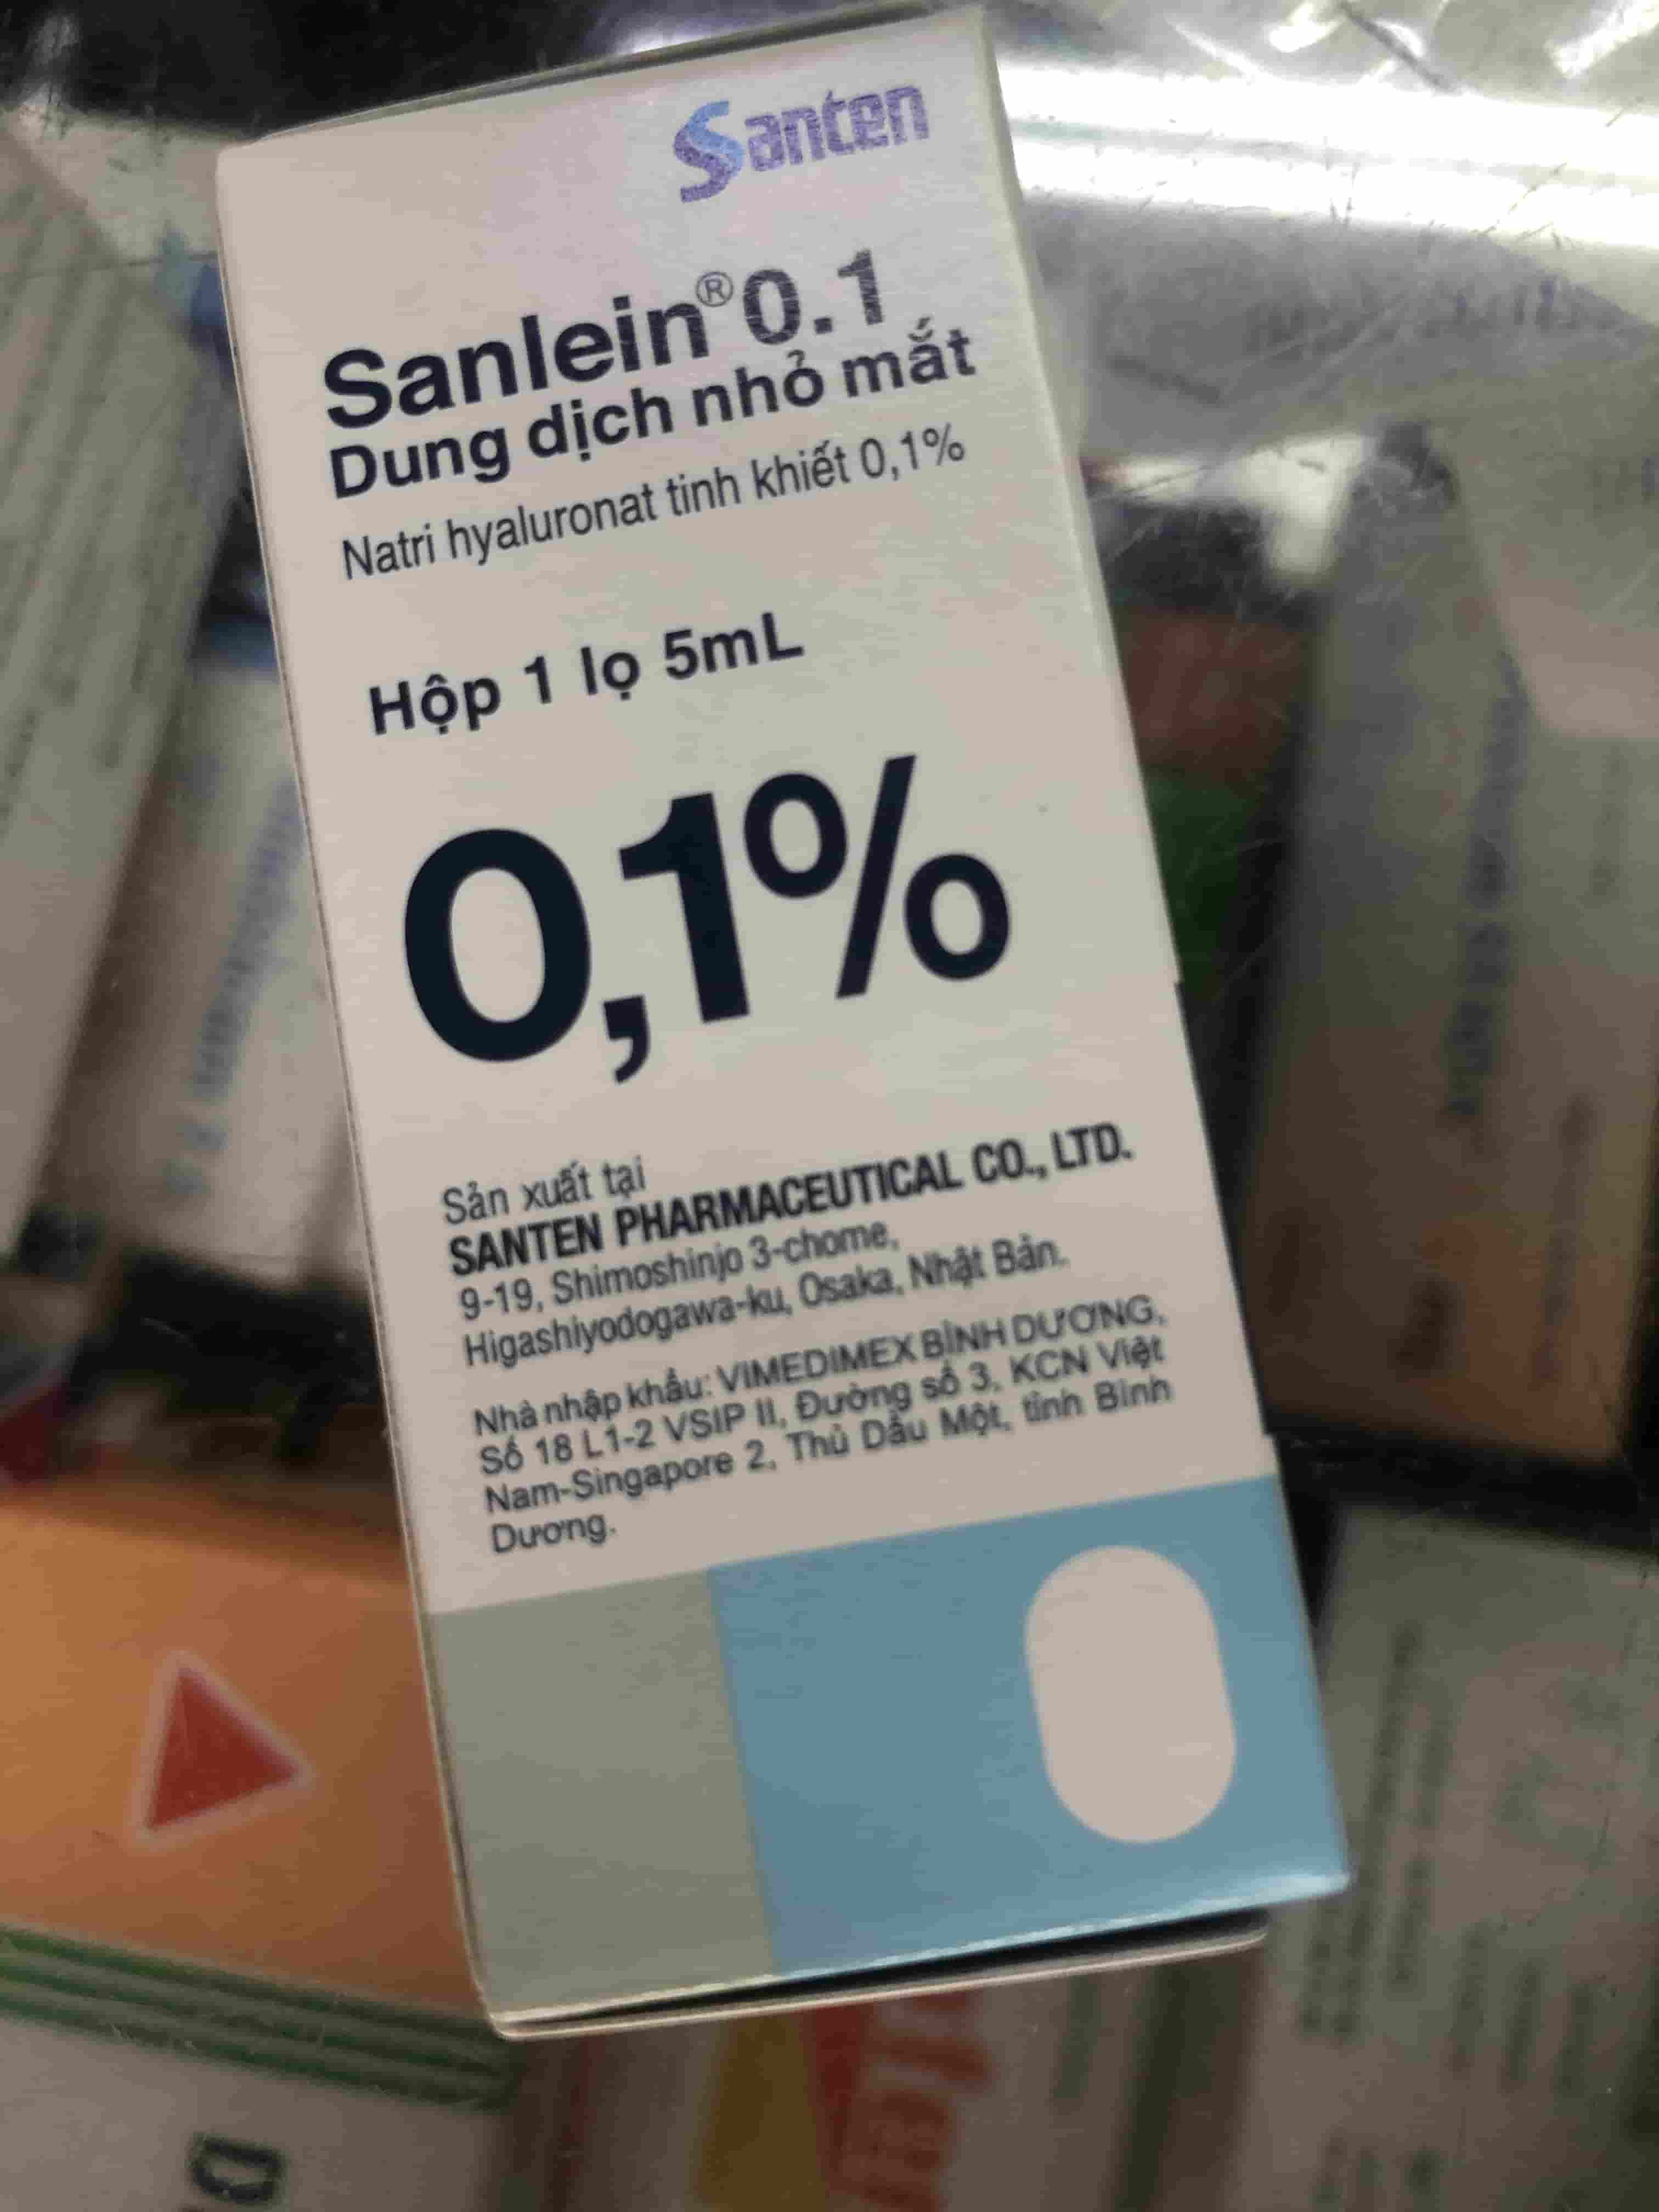 Santen
Sanlein® 0.1
Dung dịch nhỏ mắt
Natri hyaluronat tinh khiết 0,1%
Hộp 1 lọ 5mL
0,1%
Sản xuất tại
SANTEN PHARMACEUTICAL CO., LTD.
9-19, Shimoshinjo 3-chome,
Higashiyodogawa-ku, Osaka, Nhật Bản.
Nhà nhập khẩu: VIMEDIMEX BÌNH DƯƠNG,
Số 18 L1-2 VSIP II, Đường số 3, KCN Việt
Nam-Singapore 2, Thủ Dầu Một, tỉnh Bình
Dương.